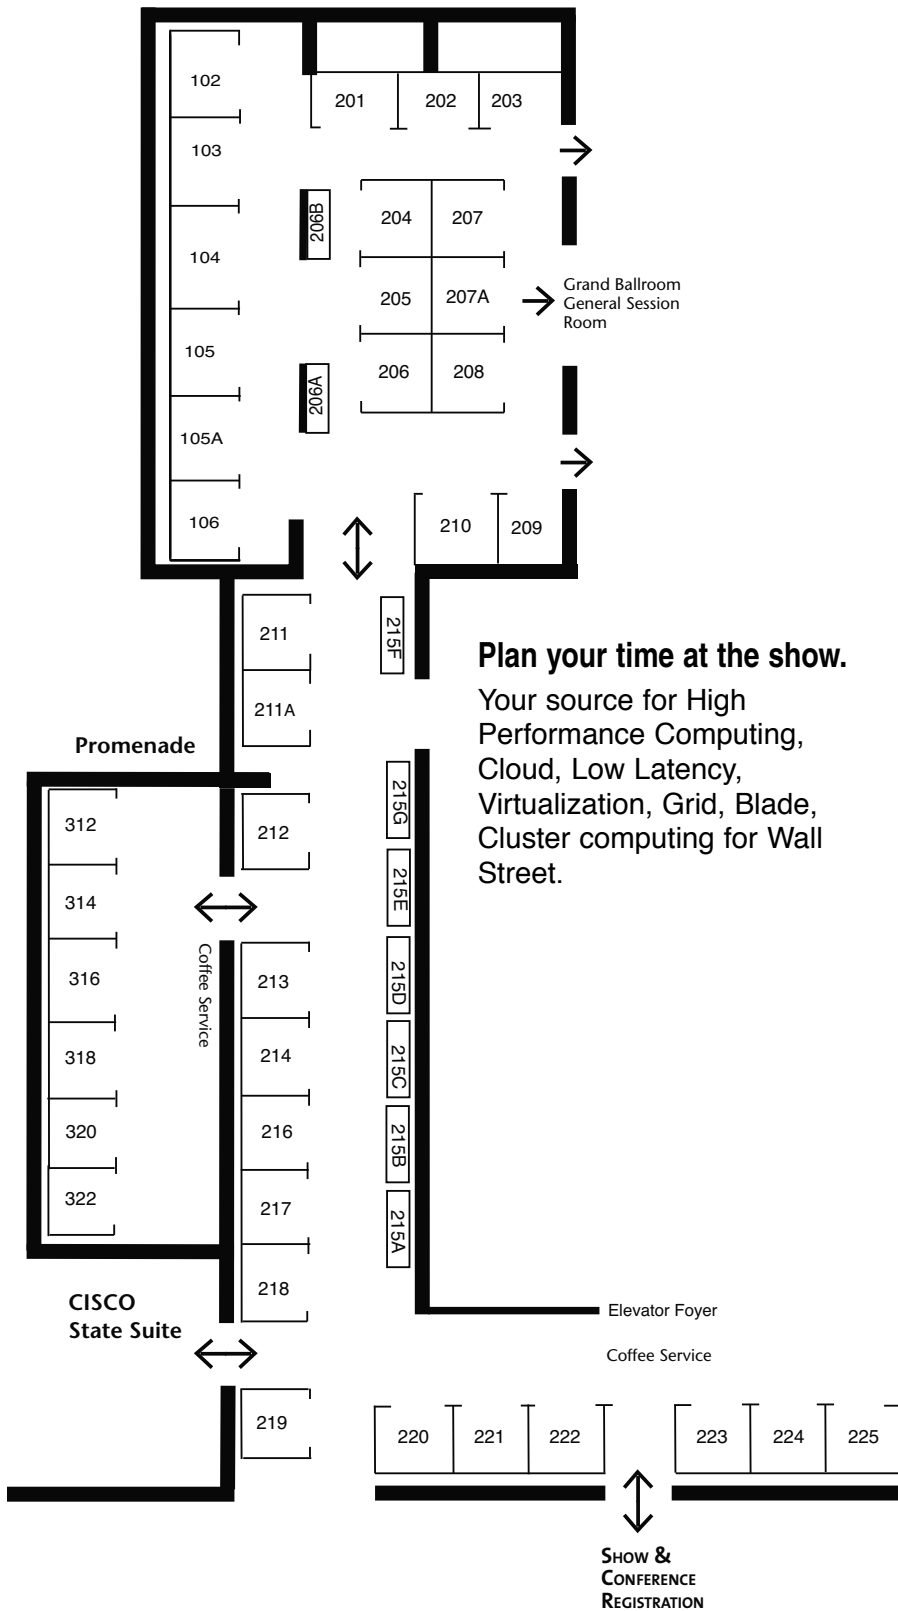 102
201
202
203
103
206B
204
207
104
205
207A
Grand Ballroom
General Session
Room
105
206
208
206A
105A
106
210
209
211
215F
Plan your time at the show.
211A
Your source for High
Performance Computing,
Cloud, Low Latency,
Virtualization, Grid, Blade,
Cluster computing for Wall
Street.
Promenade
312
212
215G
314
215E
316
Coffee Service
213
215D
318
214
215C
320
216
215B
322
217
215A
218
CISCO
State Suite
Elevator Foyer
Coffee Service
219
220
221
222
223
224
225
SHOW &
CONFERENCE
REGISTRATION